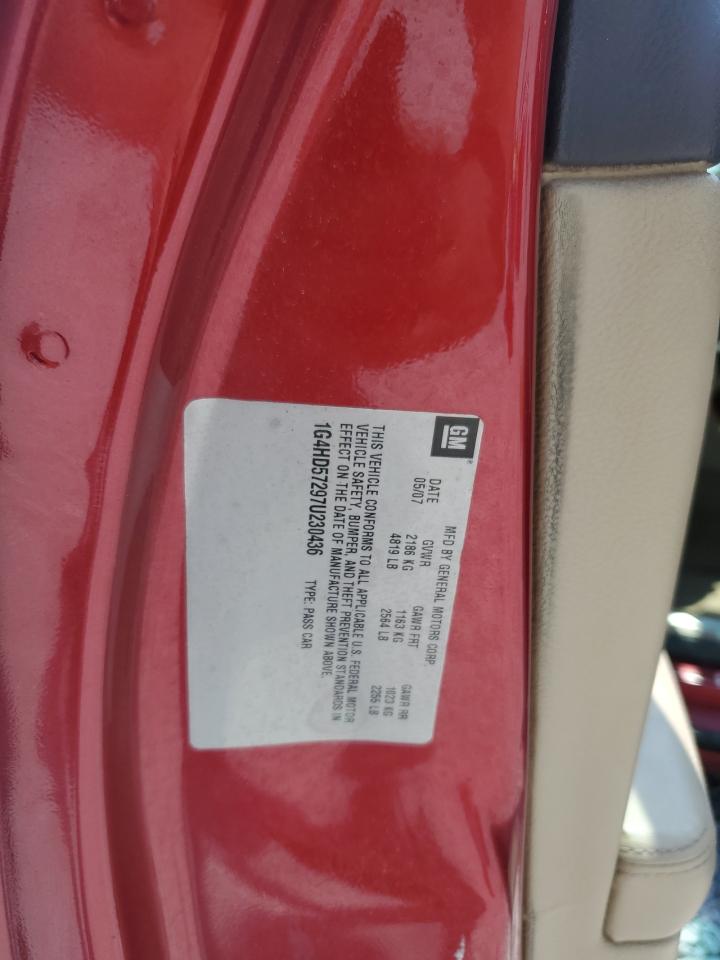 GM®
MFD BY GENERAL MOTORS CORP
DATE GVWR GAWR FRT GAWR RR
05/07 2186 KG 1163 KG 1023 KG
4819 LB 2564 LB 2255 LB
THIS VEHICLE CONFORMS TO ALL APPLICABLE U.S. FEDERAL MOTOR
VEHICLE SAFETY, BUMPER, AND THEFT PREVENTION STANDARDS IN
EFFECT ON THE DATE OF MANUFACTURE SHOWN ABOVE.
1G4HD57297U230436 TYPE: PASS CAR